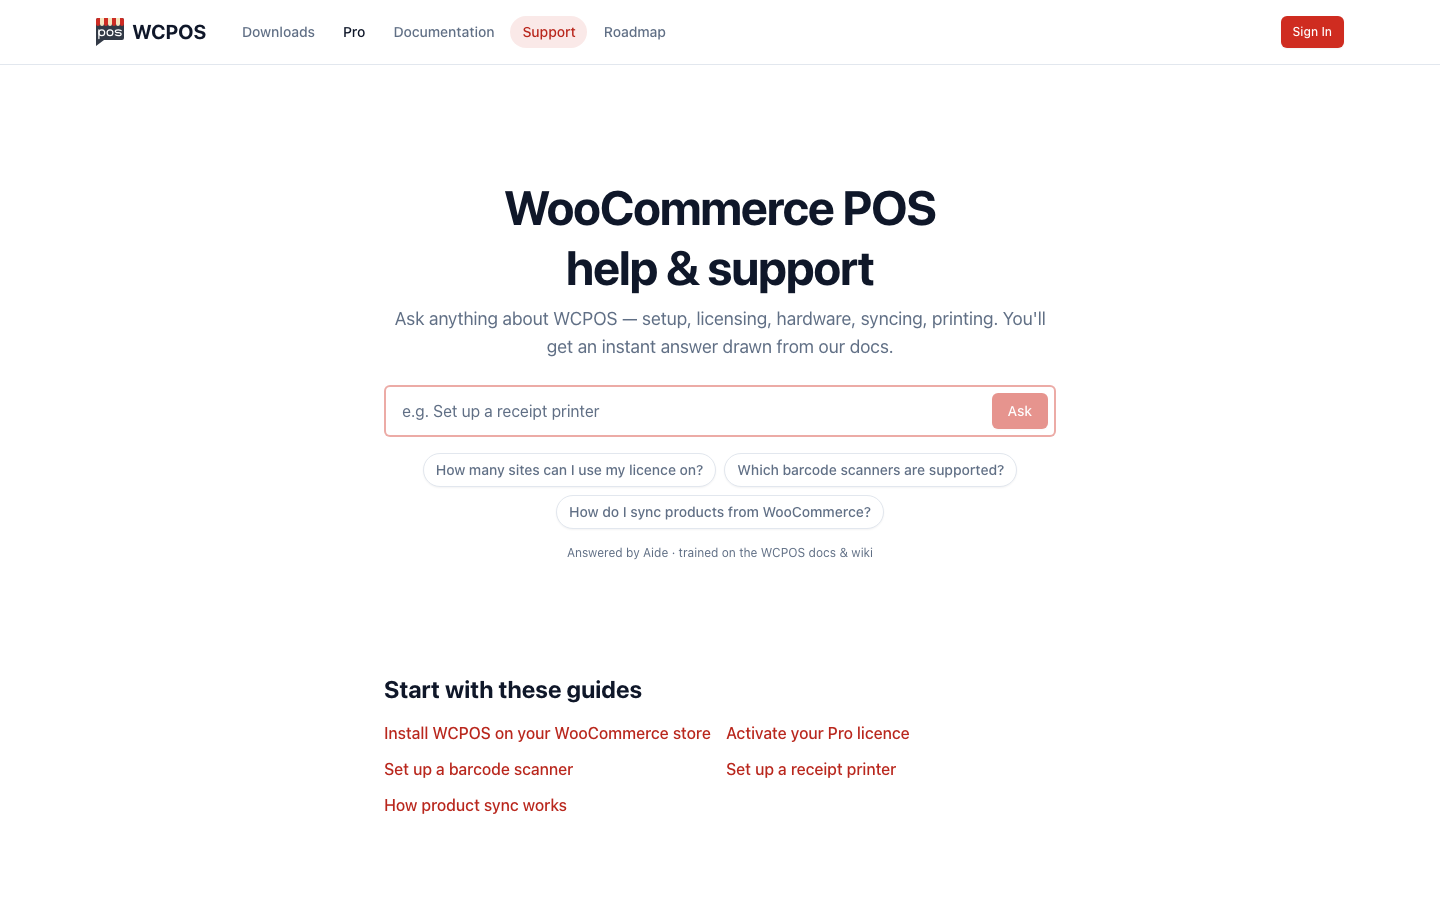 pos WCPOS Downloads Pro Documentation Support Roadmap Sign In
WooCommerce POS
help & support
Ask anything about WCPOS — setup, licensing, hardware, syncing, printing. You'll
get an instant answer drawn from our docs.
e.g. Set up a receipt printer Ask
How many sites can I use my licence on? Which barcode scanners are supported?
How do I sync products from WooCommerce?
Answered by Aide · trained on the WCPOS docs & wiki
Start with these guides
Install WCPOS on your WooCommerce store Activate your Pro licence
Set up a barcode scanner Set up a receipt printer
How product sync works